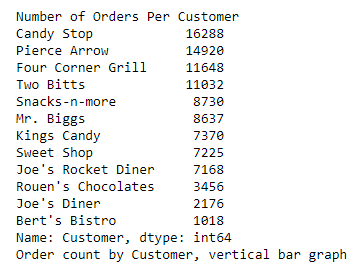 Number of Orders Per Customer
Candy Stop 16288
Pierce Arrow 14920
Four Corner Grill 11648
Two Bitts 11032
Snacks-n-more 8730
Mr. Biggs 8637
Kings Candy 7370
Sweet Shop 7225
Joe's Rocket Diner 7168
Rouen's Chocolates 3456
Joe's Diner 2176
Bert's Bistro 1018
Name: Customer, dtype: int64
Order count by Customer, vertical bar graph